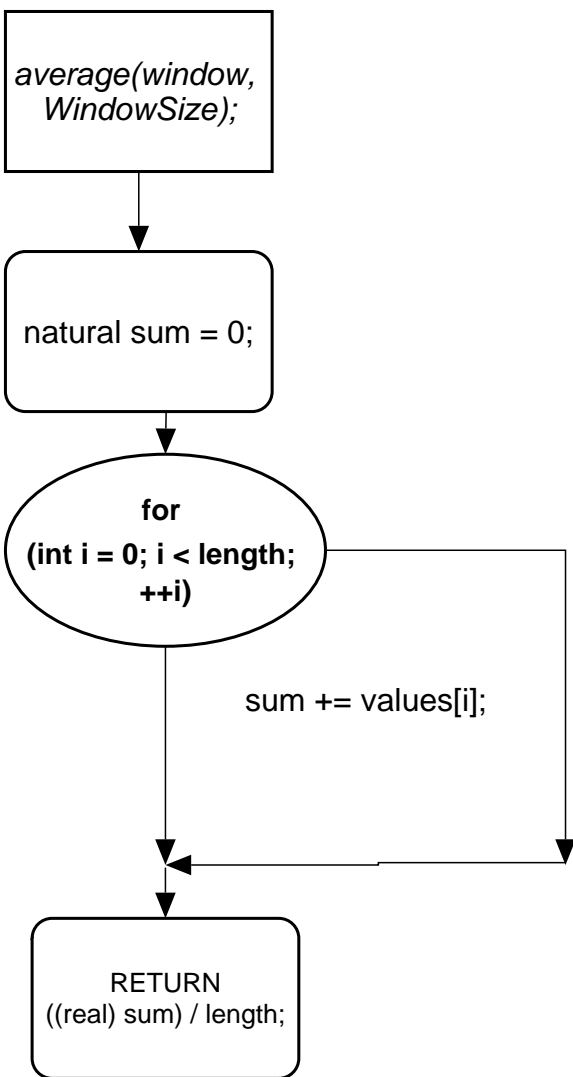 average(window,
WindowSize);
natural sum = 0;
for
(int i = 0; i < length;
++i)
sum += values[i];
RETURN
((real) sum) / length;